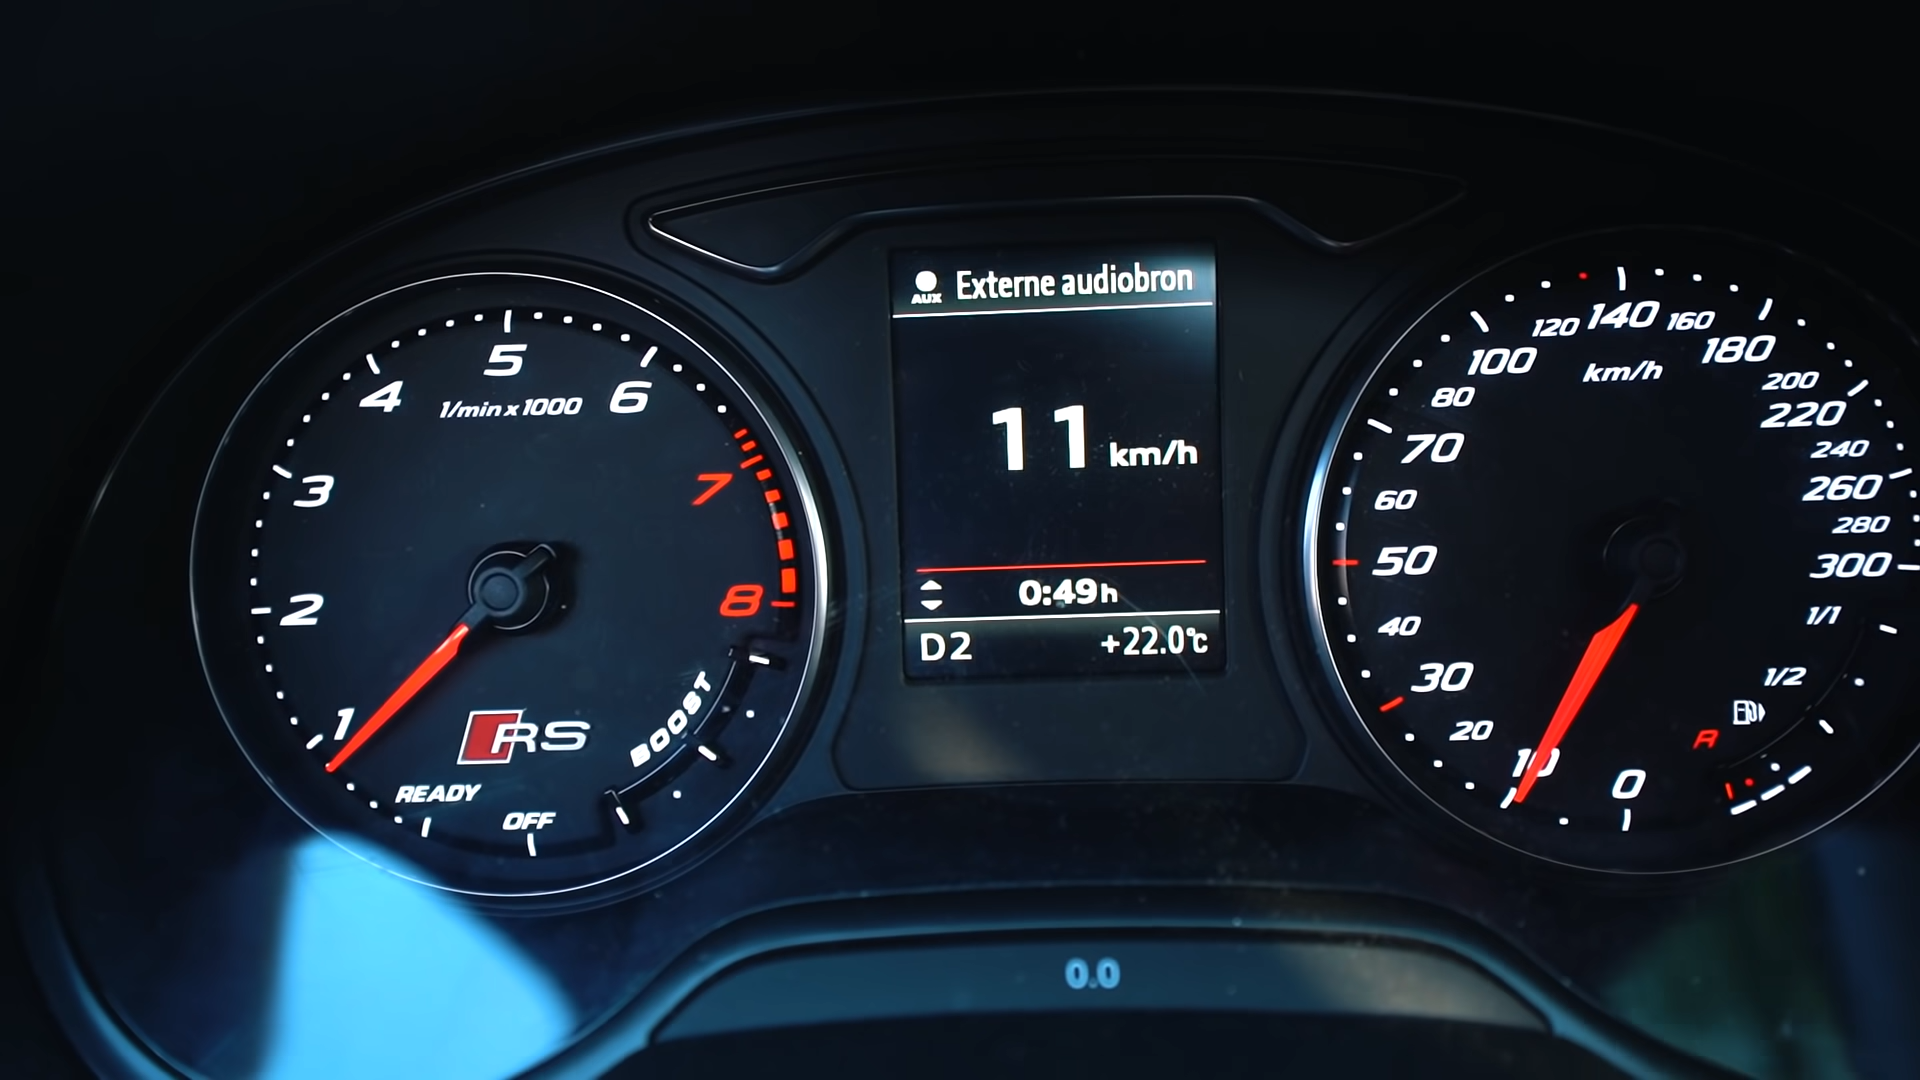 AUX Externe audiobron
11 km/h
0:49 h
D2 +22.0°C
1
2
3
4
5
6
7
8
1/min x 1000
RS
READY
OFF
BOOST
0
10
20
30
40
50
60
70
80
100
120
140
160
180
200
220
240
260
280
300
km/h
1/1
1/2
R
0.0